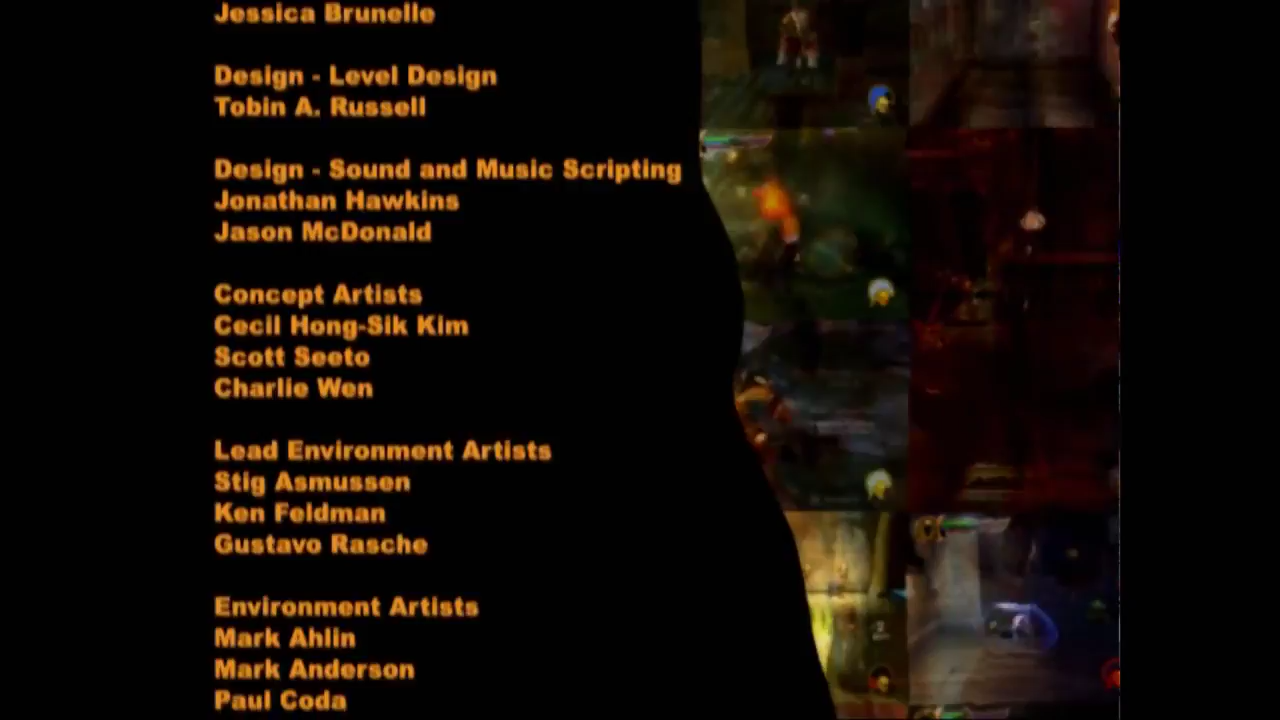 Jessica Brunelle
Design - Level Design
Tobin A. Russell
Design - Sound and Music Scripting
Jonathan Hawkins
Jason McDonald
Concept Artists
Cecil Hong-Sik Kim
Scott Seeto
Charlie Wen
Lead Environment Artists
Stig Asmussen
Ken Feldman
Gustavo Rasche
Environment Artists
Mark Ahlin
Mark Anderson
Paul Coda